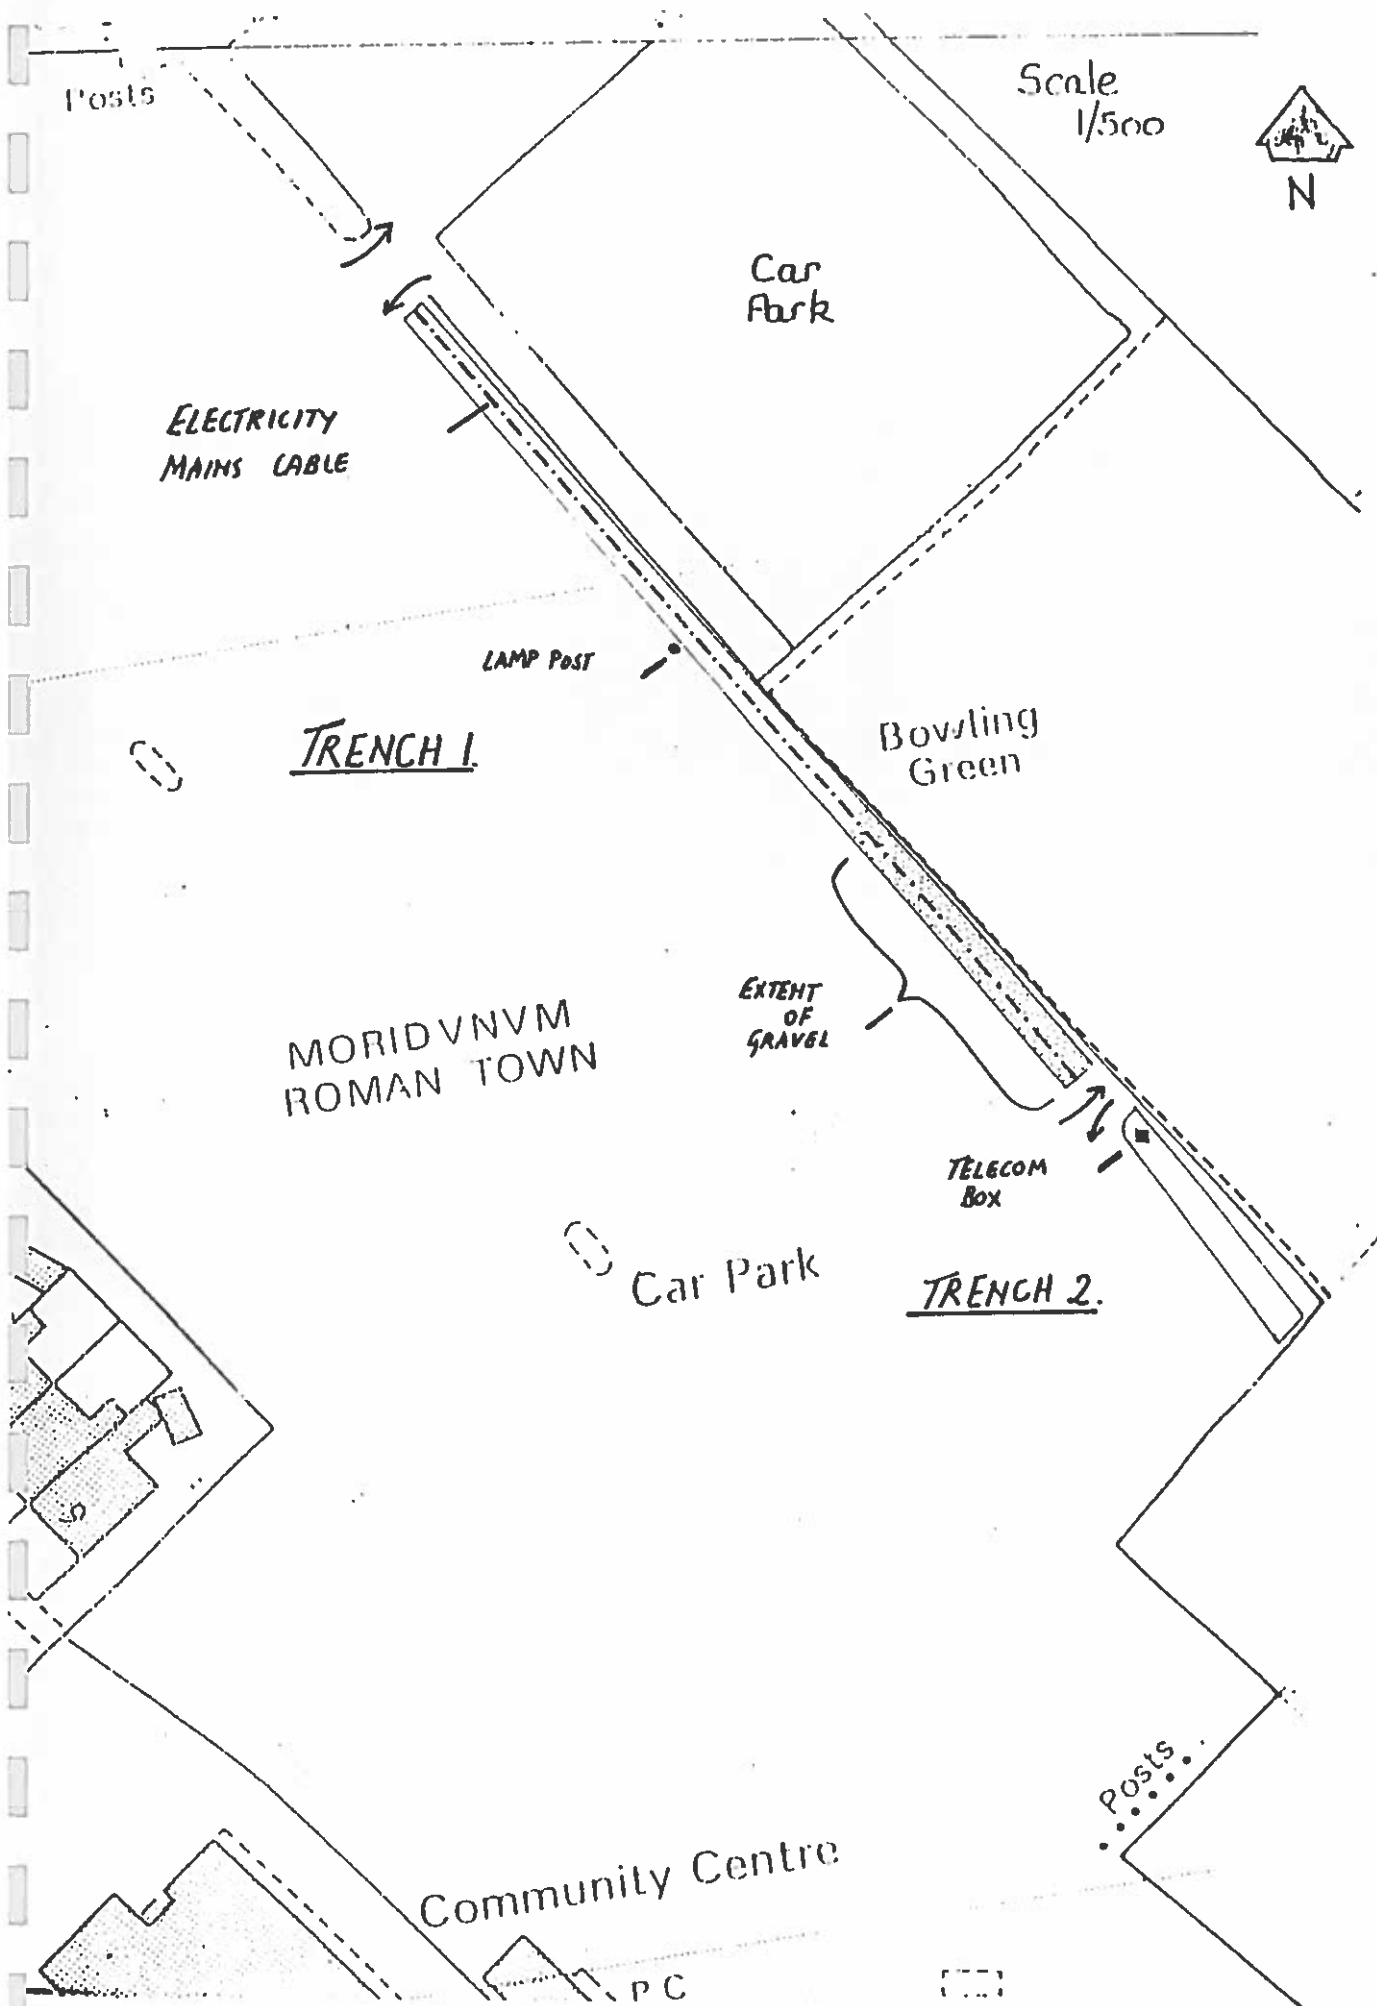 Posts
Scale
1/500
N
Car
Park
ELECTRICITY
MAINS CABLE
LAMP POST
TRENCH 1.
Bowling
Green
EXTENT
OF
GRAVEL
MORIDVNVM
ROMAN TOWN
TELECOM
BOX
Car Park
TRENCH 2.
5
Posts
Community Centre
P C